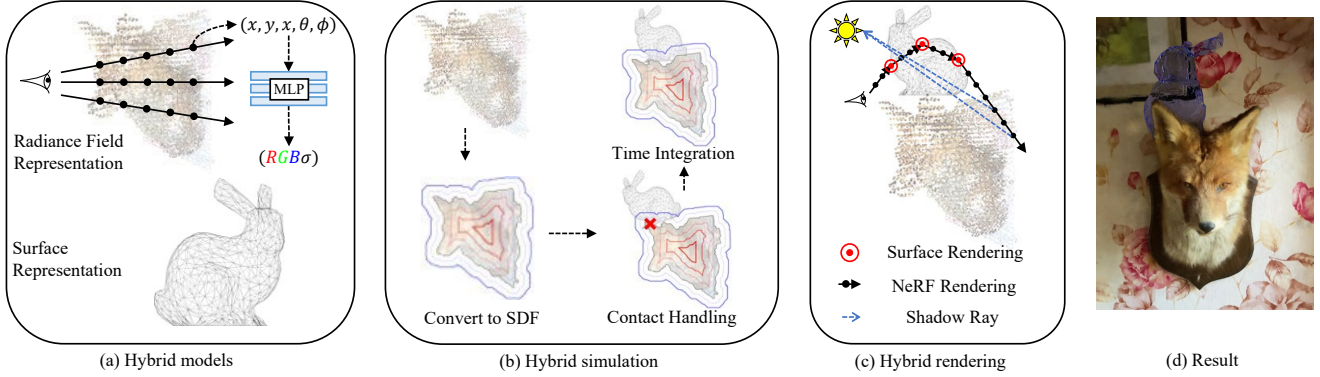 (x, y, x, θ, ϕ)
MLP
Radiance Field
Representation
(RGBσ)
Surface
Representation
(a) Hybrid models
Time Integration
Convert to SDF
Contact Handling
(b) Hybrid simulation
Surface Rendering
NeRF Rendering
Shadow Ray
(c) Hybrid rendering
(d) Result